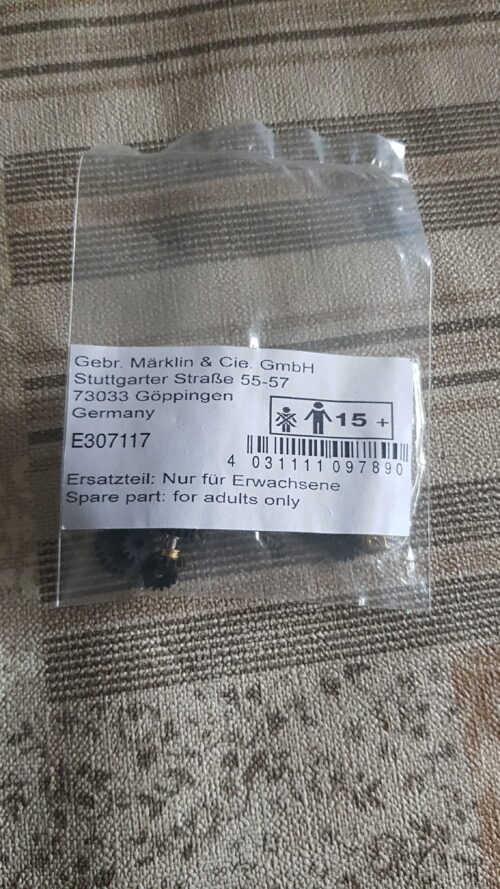 Gebr. Märklin & Cie. GmbH
Stuttgarter Straße 55-57
73033 Göppingen
Germany
15 +
E307117
4 031111 097890
Ersatzteil: Nur für Erwachsene
Spare part: for adults only